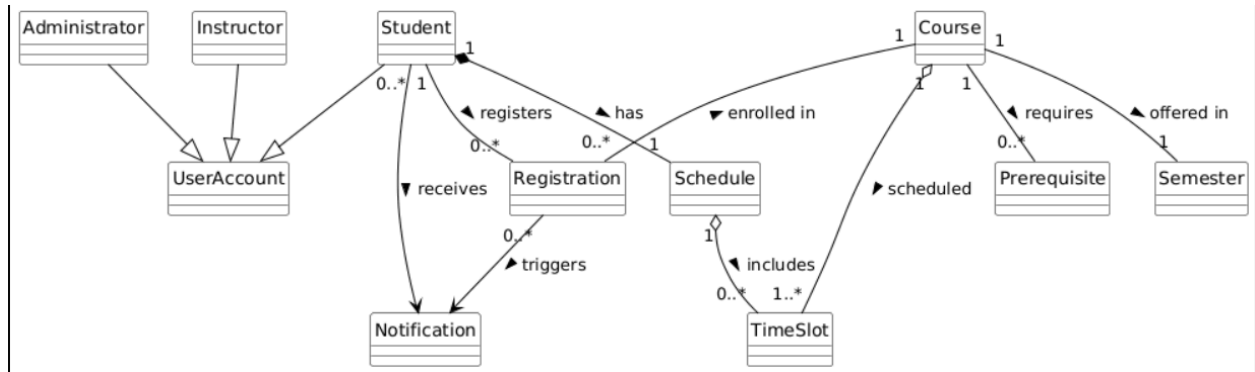 Administrator
Instructor
Student
Course
1
1
1
0..*
1
1
1
registers
has
enrolled in
requires
offered in
0..*
0..*
1
0..*
1
UserAccount
Registration
Schedule
Prerequisite
Semester
receives
scheduled
0..*
1
triggers
includes
0..*
1..*
Notification
TimeSlot